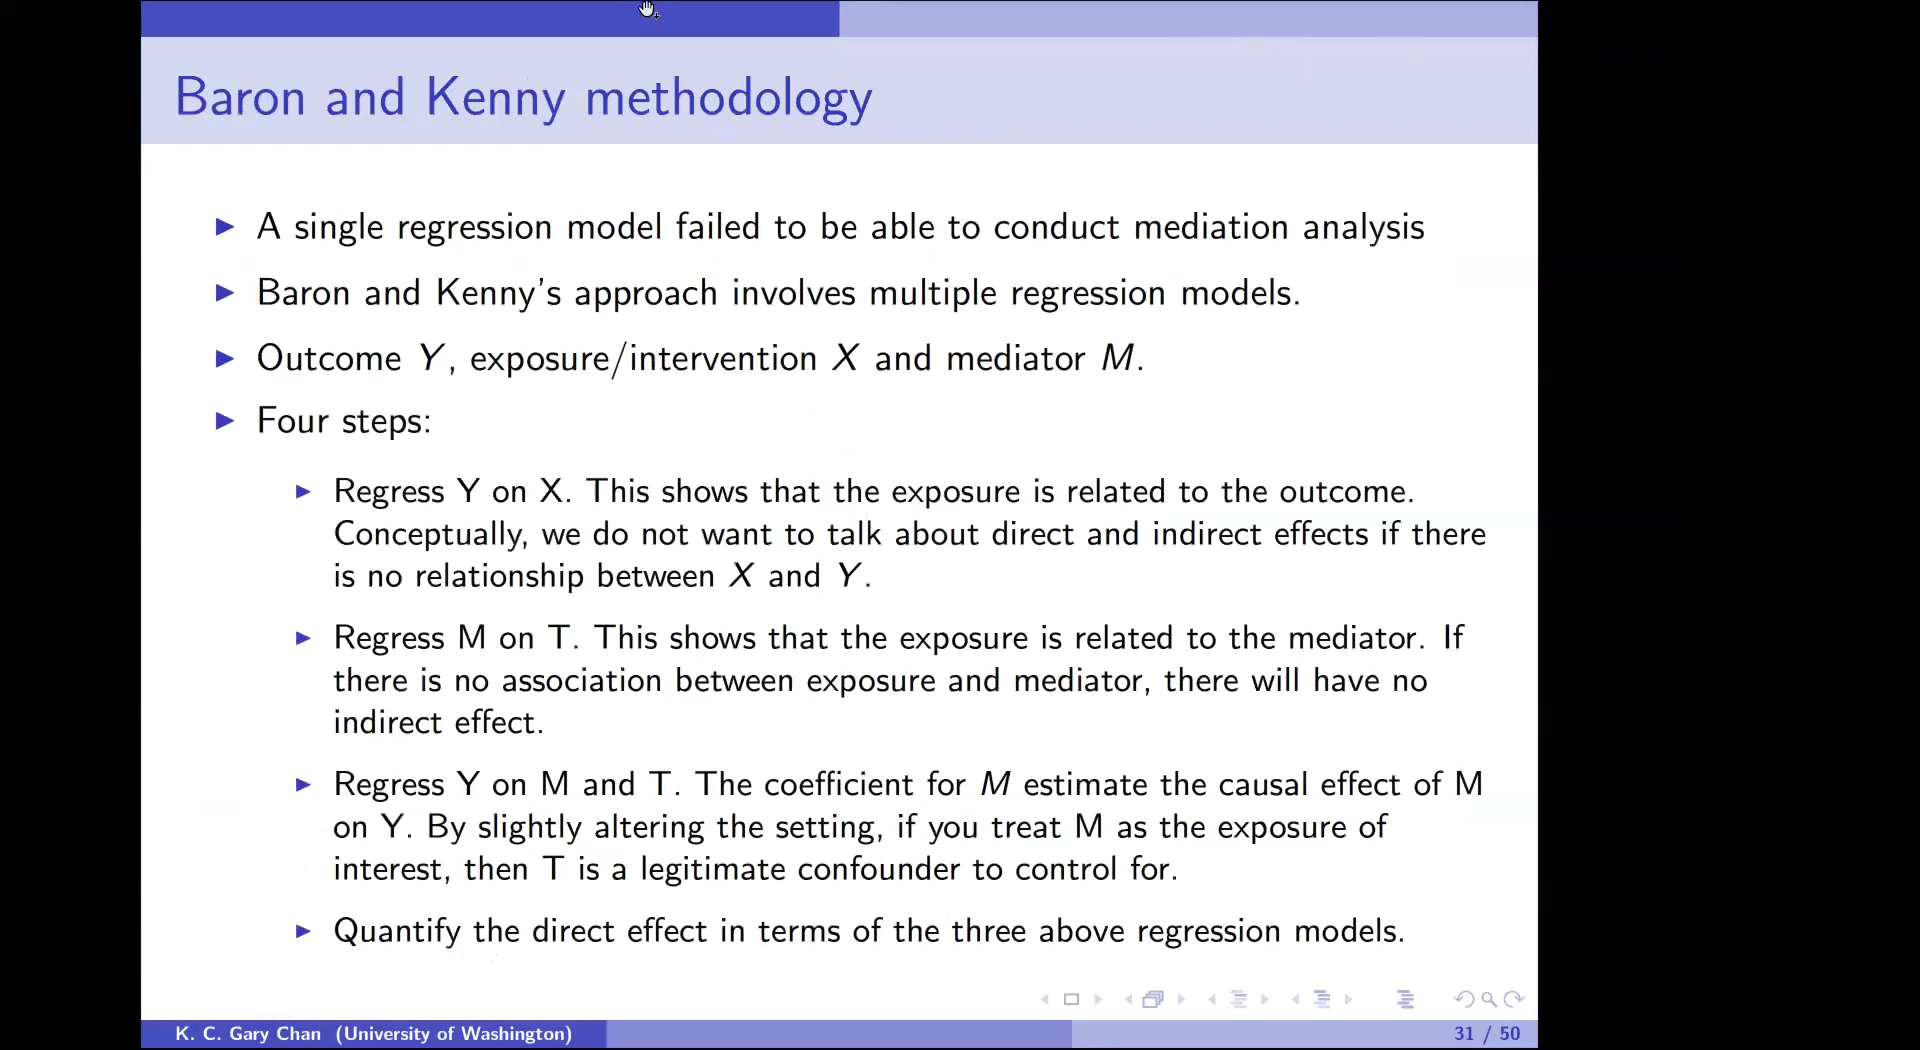 Baron and Kenny methodology
A single regression model failed to be able to conduct mediation analysis
Baron and Kenny's approach involves multiple regression models.
Outcome Y, exposure/intervention X and mediator M.
Four steps:
Regress Y on X. This shows that the exposure is related to the outcome.
Conceptually, we do not want to talk about direct and indirect effects if there
is no relationship between X and Y.
Regress M on T. This shows that the exposure is related to the mediator. If
there is no association between exposure and mediator, there will have no
indirect effect.
Regress Y on M and T. The coefficient for M estimate the causal effect of M
on Y. By slightly altering the setting, if you treat M as the exposure of
interest, then T is a legitimate confounder to control for.
Quantify the direct effect in terms of the three above regression models.
K. C. Gary Chan (University of Washington)
31 / 50